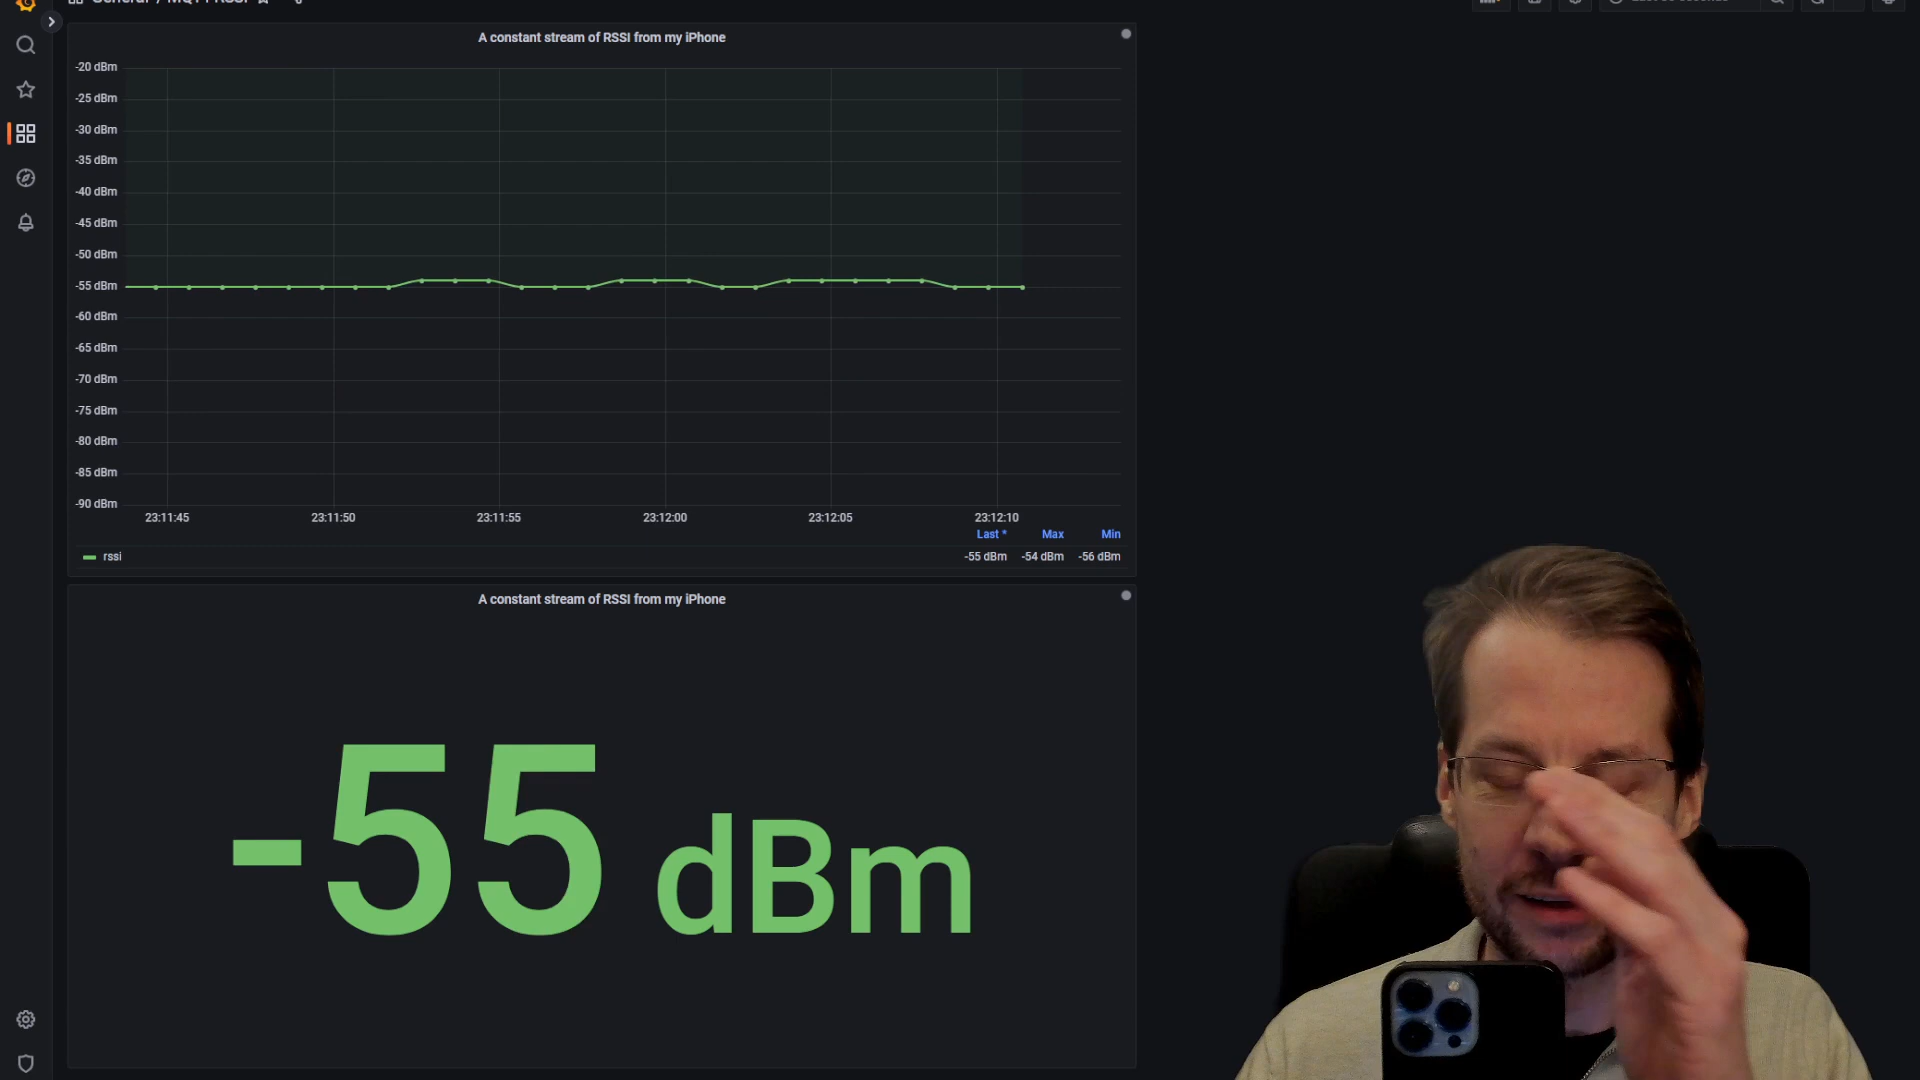 A constant stream of RSSI from my iPhone
-20 dBm
-25 dBm
-30 dBm
-35 dBm
-40 dBm
-45 dBm
-50 dBm
-55 dBm
-60 dBm
-65 dBm
-70 dBm
-75 dBm
-80 dBm
-85 dBm
-90 dBm
23:11:45 23:11:50 23:11:55 23:12:00 23:12:05 23:12:10
Last * Max Min
rssi -55 dBm -54 dBm -56 dBm
A constant stream of RSSI from my iPhone
-55 dBm